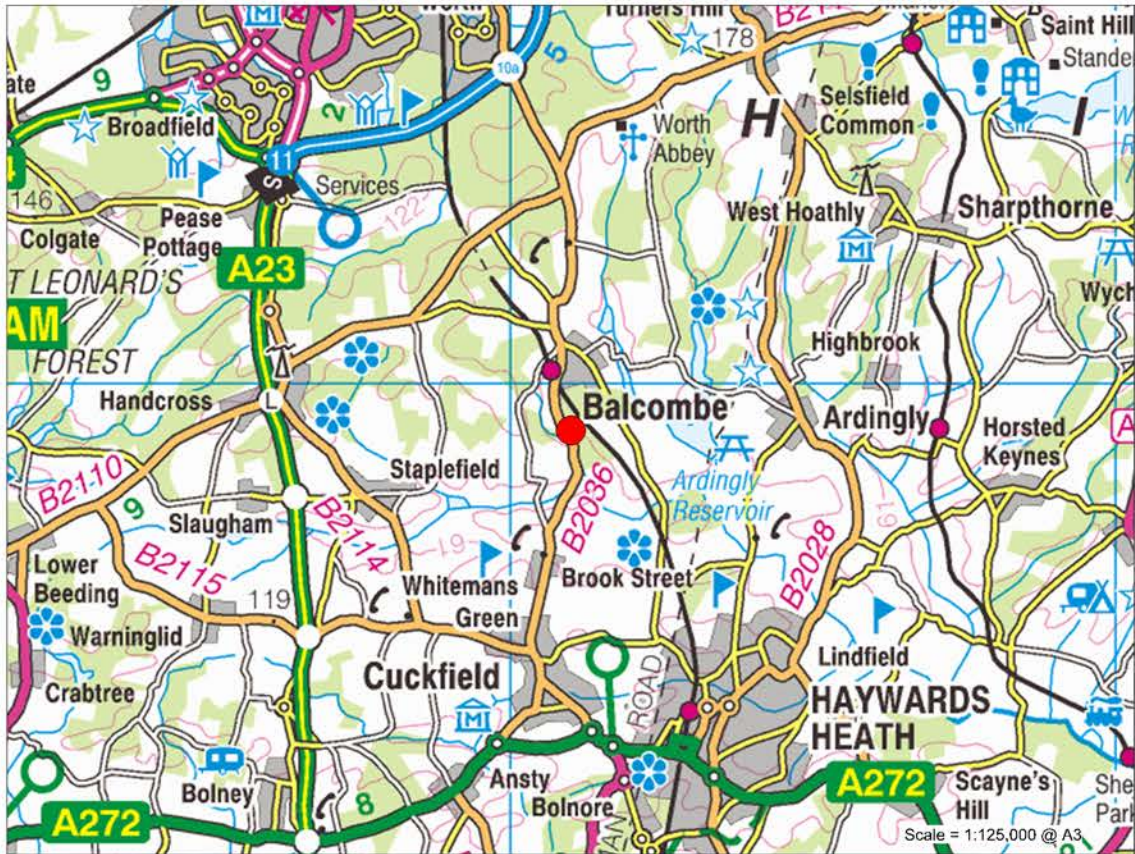 Turners Hill
178
Saint Hill
10a
5
9
2
Broadfield
Selsfield
Common
H
I
Worth
Abbey
11
S
Services
146
Colgate
Pease
Pottage
122
West Hoathly
Sharpthorne
A23
T LEONARD'S
AM
FOREST
Highbrook
Handcross
L
Balcombe
Ardingly
Horsted
Keynes
A
B2110
9
Staplefield
Ardingly
Reservoir
B2036
Slaugham
B2114
61
B2028
61
Lower
Beeding
B2115
Whitemans
Green
Brook Street
119
Warninglid
Cuckfield
Lindfield
Crabtree
ROAD
HAYWARDS
HEATH
Bolney
Ansty
Bolnore
8
A272
A272
Scayne's
Hill
Scale = 1:125,000 @ A3